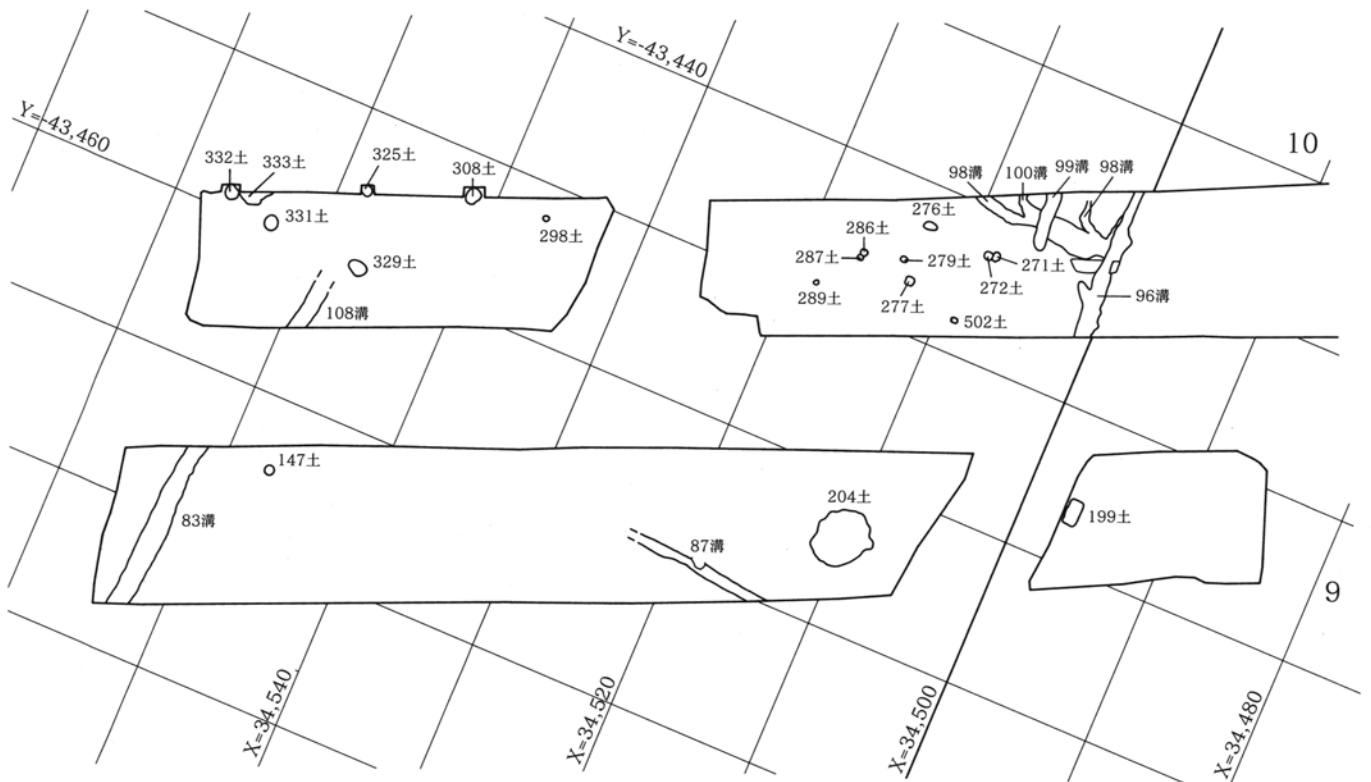 Y=-43,440
Y=-43,460
10
332土
333土
325土
308土
98溝
100溝
99溝
98溝
331土
298土
276土
286土
287土
279土
271土
272土
329土
289土
277土
96溝
108溝
502土
147土
204土
83溝
199土
87溝
9
X=34,540
X=34,520
X=34,500
X=34,480